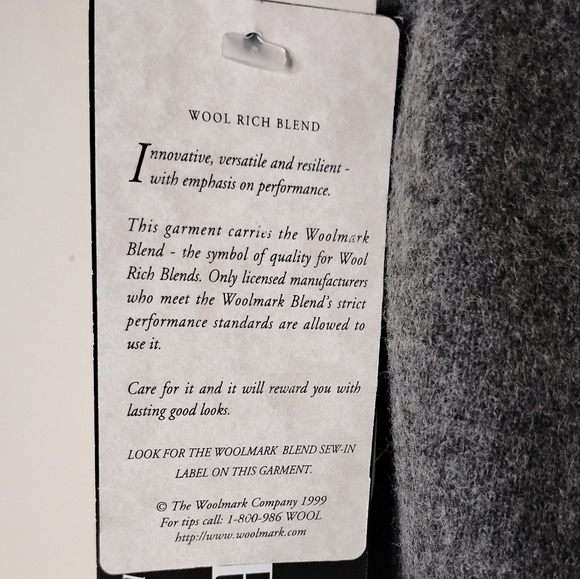 WOOL RICH BLEND
Innovative, versatile and resilient -
with emphasis on performance.
This garment carries the Woolmark
Blend - the symbol of quality for Wool
Rich Blends. Only licensed manufacturers
who meet the Woolmark Blend's strict
performance standards are allowed to
use it.
Care for it and it will reward you with
lasting good looks.
LOOK FOR THE WOOLMARK BLEND SEW-IN
LABEL ON THIS GARMENT.
© The Woolmark Company 1999
For tips call: 1-800-986 WOOL
http://www.woolmark.com